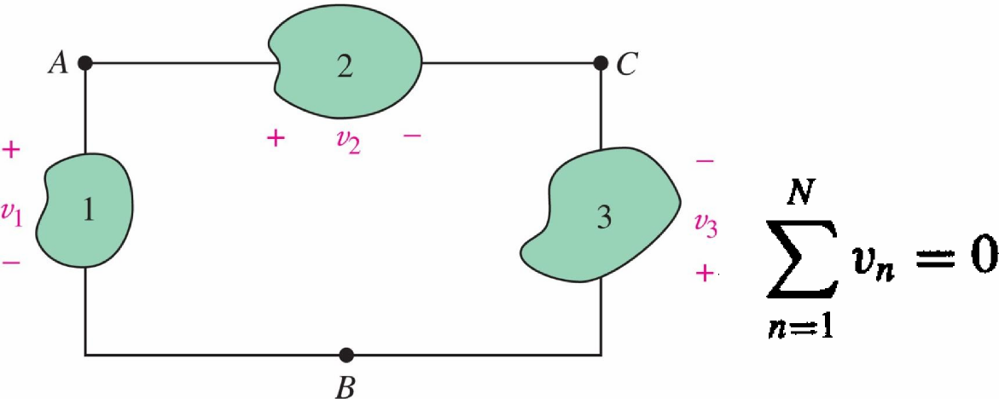 A
2
C
+ v₂ −
+
v₁
−
1
3
−
v₃
+
B
N
∑ vₙ = 0
n=1